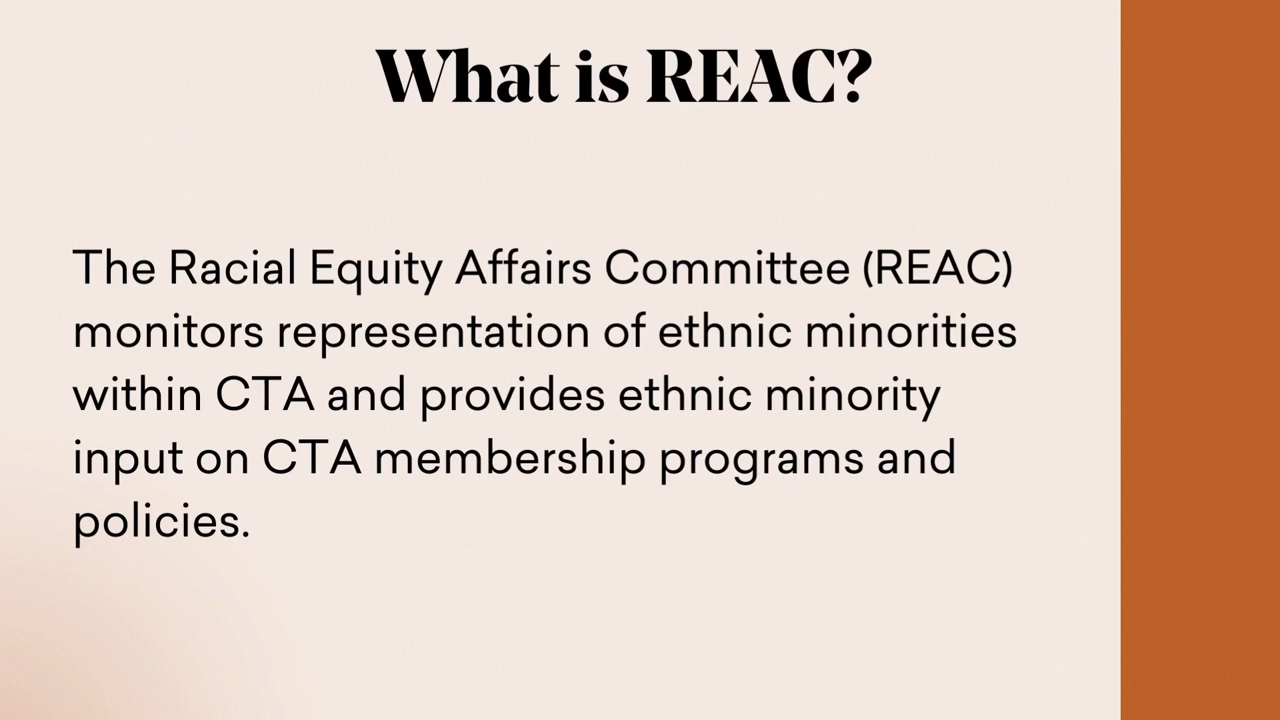 What is REAC?
The Racial Equity Affairs Committee (REAC)
monitors representation of ethnic minorities
within CTA and provides ethnic minority
input on CTA membership programs and
policies.